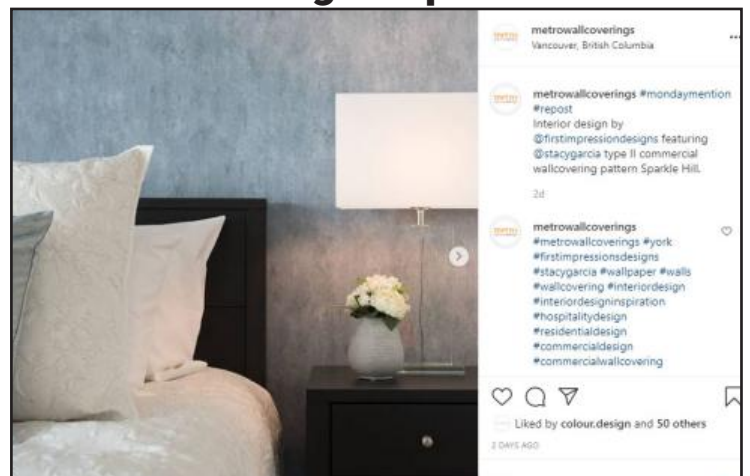 metrowallcoverings
Vancouver, British Columbia
metrowallcoverings #mondaymention
#repost
Interior design by
@firstimpressiondesigns featuring
@stacygarcia type II commercial
wallcovering pattern Sparkle Hill.
2d
metrowallcoverings
#metrowallcoverings #york
#firstimpressionsdesigns
#stacygarcia #wallpaper #walls
#wallcovering #interiordesign
#interiordesigninspiration
#hospitalitydesign
#residentialdesign
#commercialdesign
#commercialwallcovering
Liked by colour.design and 50 others
2 DAYS AGO